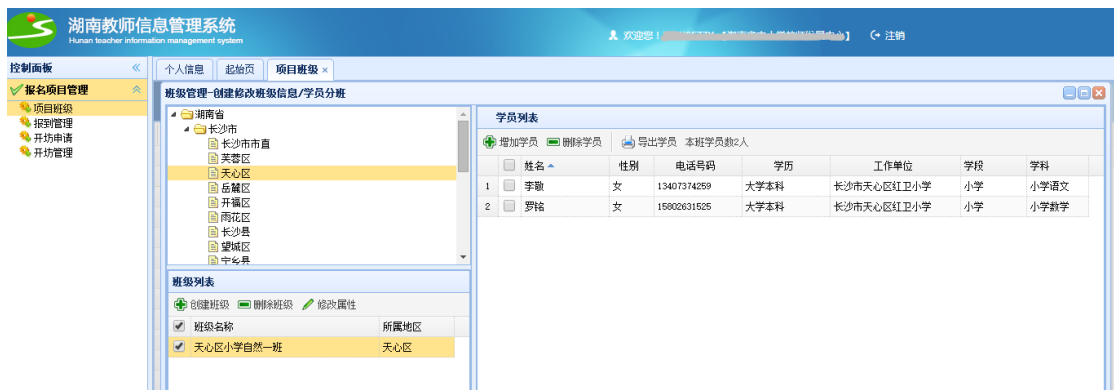 湖南教师信息管理系统
Hunan teacher information management system
欢迎您！
】 注销
控制面板
报名项目管理
项目班级
报到管理
开坊申请
开坊管理
个人信息 起始页 项目班级 ×
班级管理-创建修改班级信息/学员分班
湖南省
长沙市
长沙市市直
芙蓉区
天心区
岳麓区
开福区
雨花区
长沙县
望城区
宁乡县
班级列表
创建班级 删除班级 修改属性
班级名称 所属地区
天心区小学自然一班 天心区
学员列表
增加学员 删除学员 导出学员 本班学员数2人
姓名 性别 电话号码 学历 工作单位 学段 学科
1 李敬 女 13407374259 大学本科 长沙市天心区红卫小学 小学 小学语文
2 罗铭 女 15802631525 大学本科 长沙市天心区红卫小学 小学 小学数学